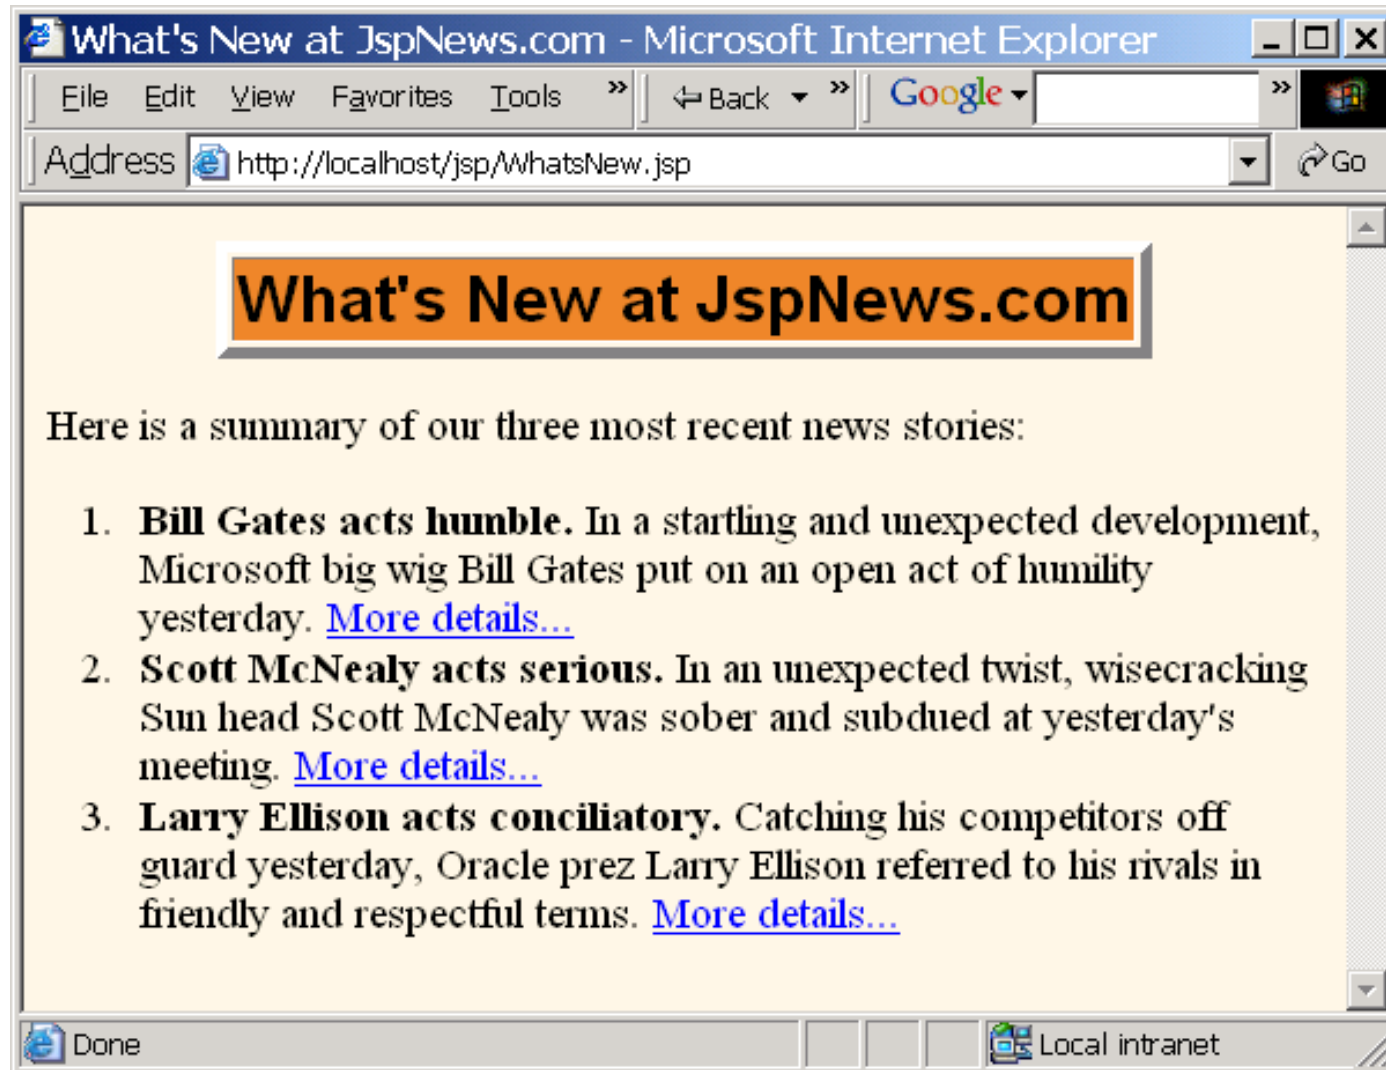 What's New at JspNews.com - Microsoft Internet Explorer
File Edit View Favorites Tools » Back » Google »
Address http://localhost/jsp/WhatsNew.jsp Go
What's New at JspNews.com
Here is a summary of our three most recent news stories:
1. Bill Gates acts humble. In a startling and unexpected development,
Microsoft big wig Bill Gates put on an open act of humility
yesterday. More details...
2. Scott McNealy acts serious. In an unexpected twist, wisecracking
Sun head Scott McNealy was sober and subdued at yesterday's
meeting. More details...
3. Larry Ellison acts conciliatory. Catching his competitors off
guard yesterday, Oracle prez Larry Ellison referred to his rivals in
friendly and respectful terms. More details...
Done Local intranet